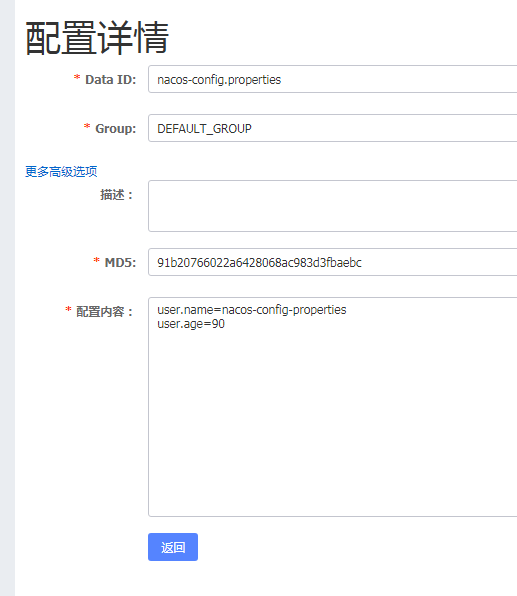 配置详情
* Data ID: nacos-config.properties
* Group: DEFAULT_GROUP
更多高级选项
描述：
* MD5: 91b20766022a6428068ac983d3fbaebc
* 配置内容： user.name=nacos-config-properties
user.age=90
返回